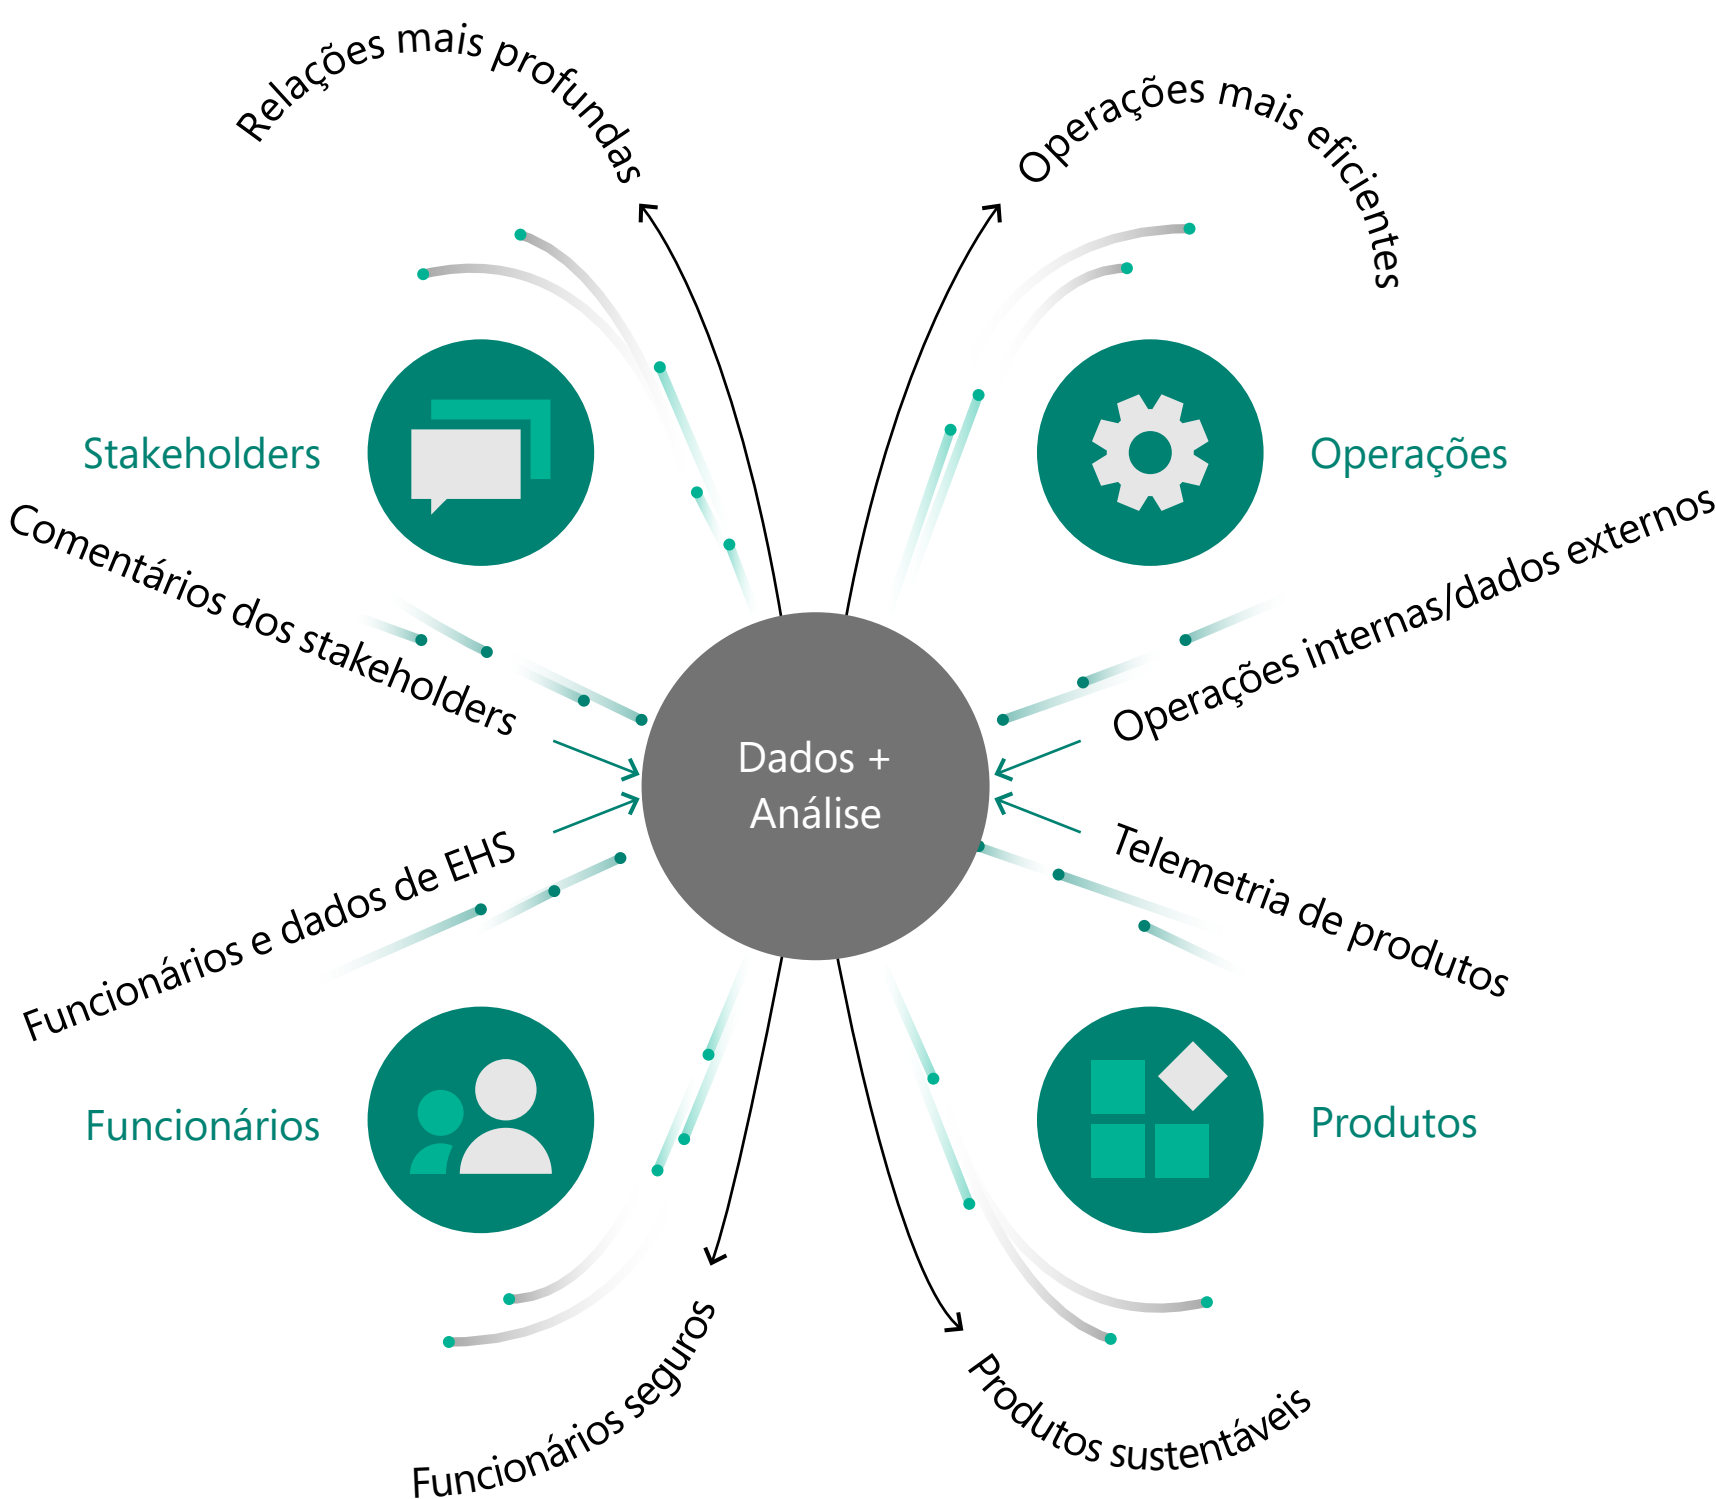 Relações mais profundas
Operações mais eficientes
Stakeholders
Operações
Comentários dos stakeholders
Operações internas/dados externos
Dados +
Análise
Funcionários e dados de EHS
Telemetria de produtos
Funcionários
Produtos
Funcionários seguros
Produtos sustentáveis